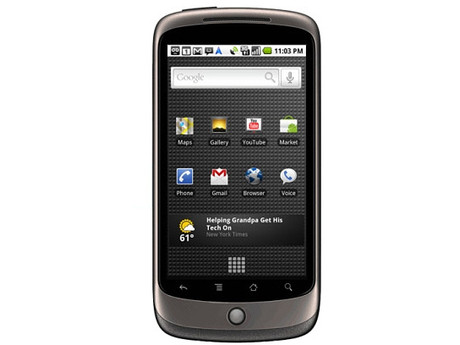 1
11:03 PM
Google
Maps
Gallery
YouTube
Market
Phone
Gmail
Browser
Voice
Helping Grandpa Get His
Tech On
New York Times
61°